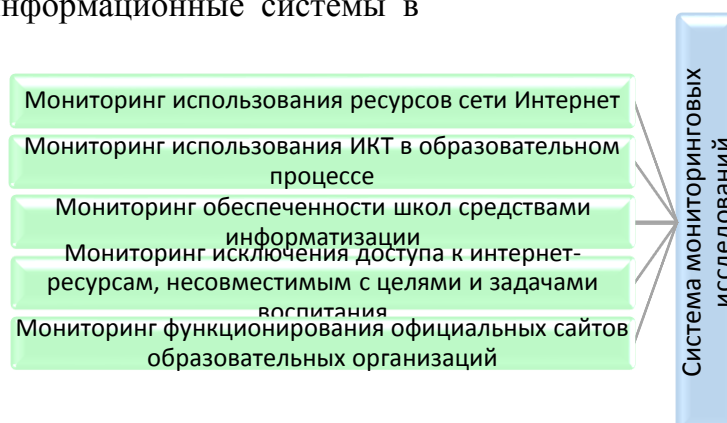 нформационные системы в
Мониторинг использования ресурсов сети Интернет
Мониторинг использования ИКТ в образовательном
процессе
Мониторинг обеспеченности школ средствами
информатизации
Мониторинг исключения доступа к интернет-
ресурсам, несовместимым с целями и задачами
воспитания
Мониторинг функционирования официальных сайтов
образовательных организаций
Система мониторинговых
исследований